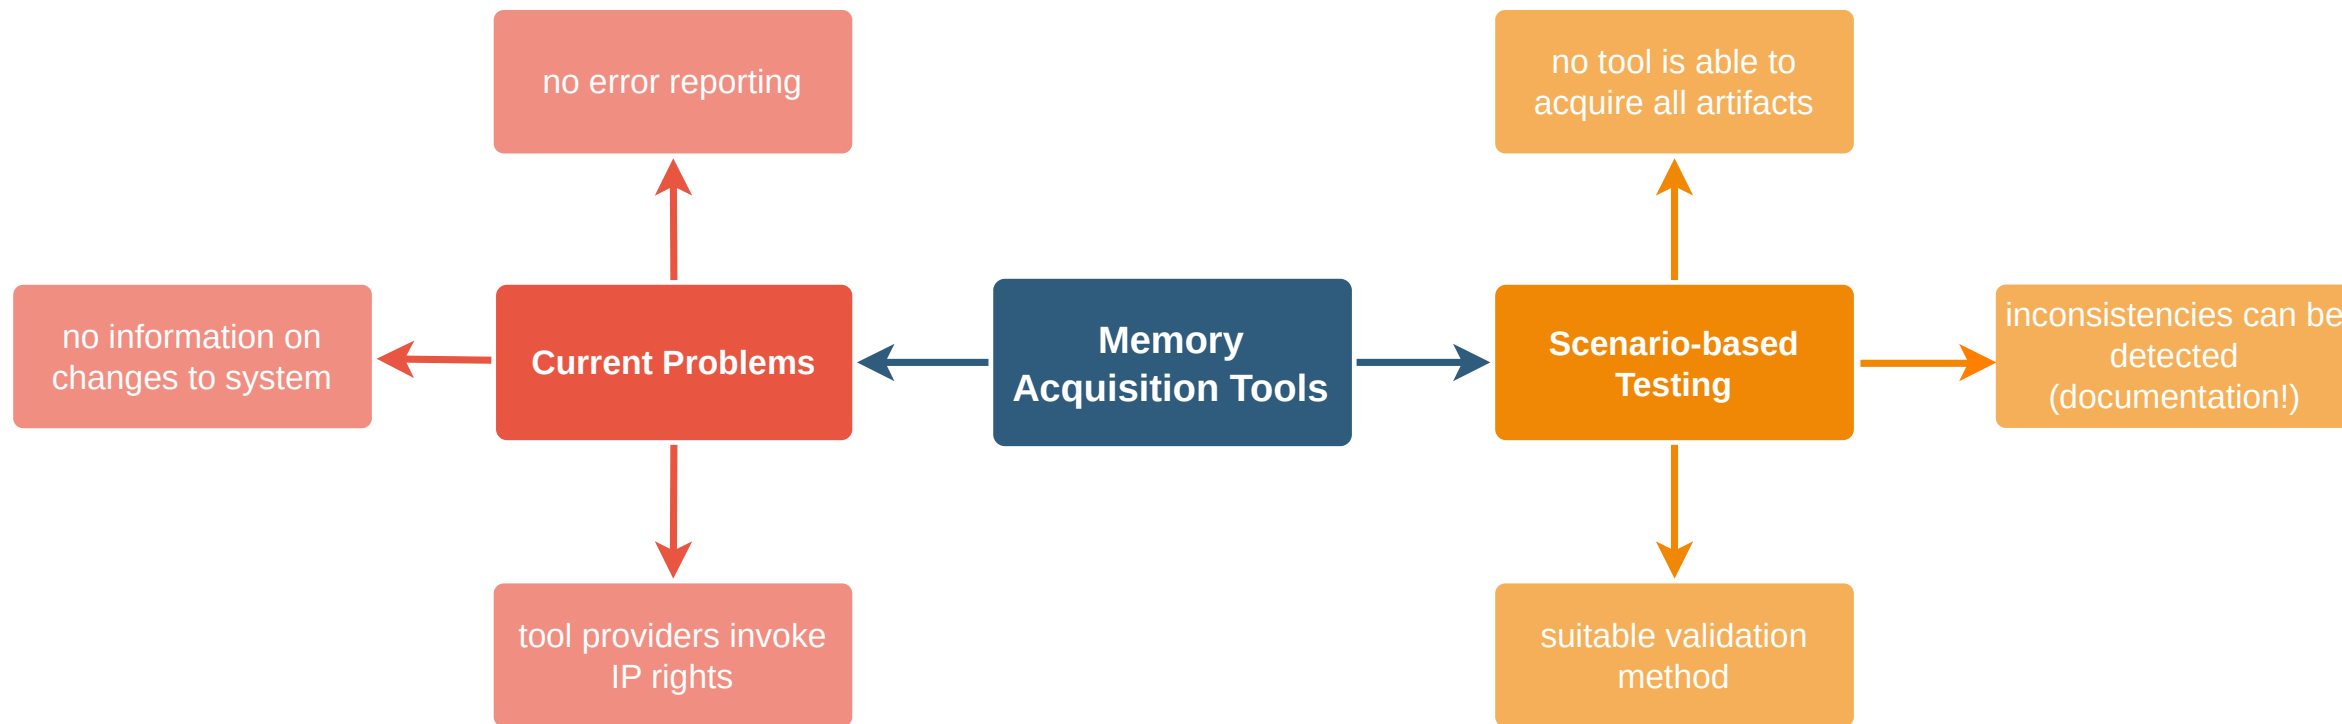 no error reporting
no tool is able to
acquire all artifacts
no information on
changes to system
Current Problems
Memory
Acquisition Tools
Scenario-based
Testing
inconsistencies can be
detected
(documentation!)
tool providers invoke
IP rights
suitable validation
method